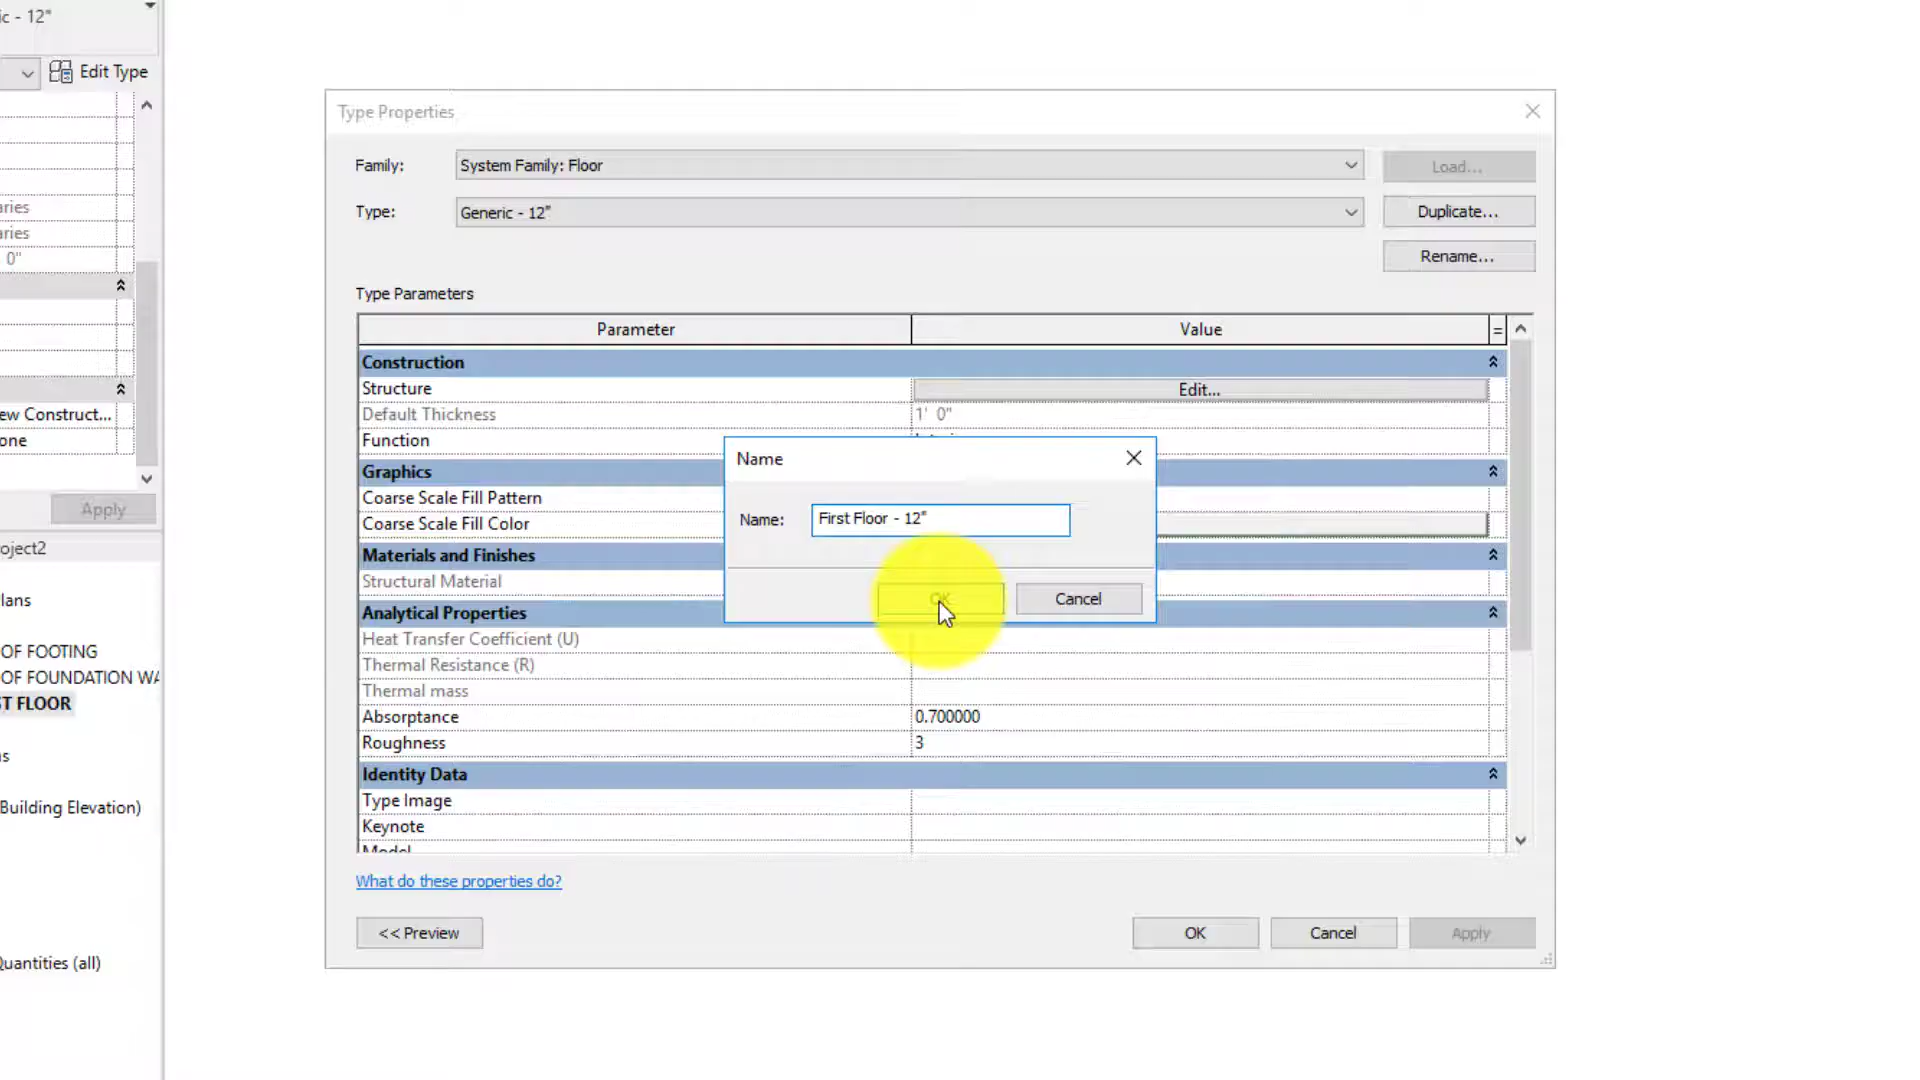 ic - 12"
Edit Type
aries
aries
0"
ew Construct...
one
Apply
oject2
lans
OF FOOTING
OF FOUNDATION WA
ST FLOOR
s
Building Elevation)
Quantities (all)
Type Properties
Family:
System Family: Floor
Load...
Type:
Generic - 12"
Duplicate...
Rename...
Type Parameters
Parameter
Value
=
Construction
Structure
Edit...
Default Thickness
1' 0"
Function
Graphics
Coarse Scale Fill Pattern
Coarse Scale Fill Color
Materials and Finishes
Structural Material
Analytical Properties
Heat Transfer Coefficient (U)
Thermal Resistance (R)
Thermal mass
Absorptance
0.700000
Roughness
3
Identity Data
Type Image
Keynote
Model
Name
Name:
First Floor - 12"
OK
Cancel
What do these properties do?
<< Preview
OK
Cancel
Apply